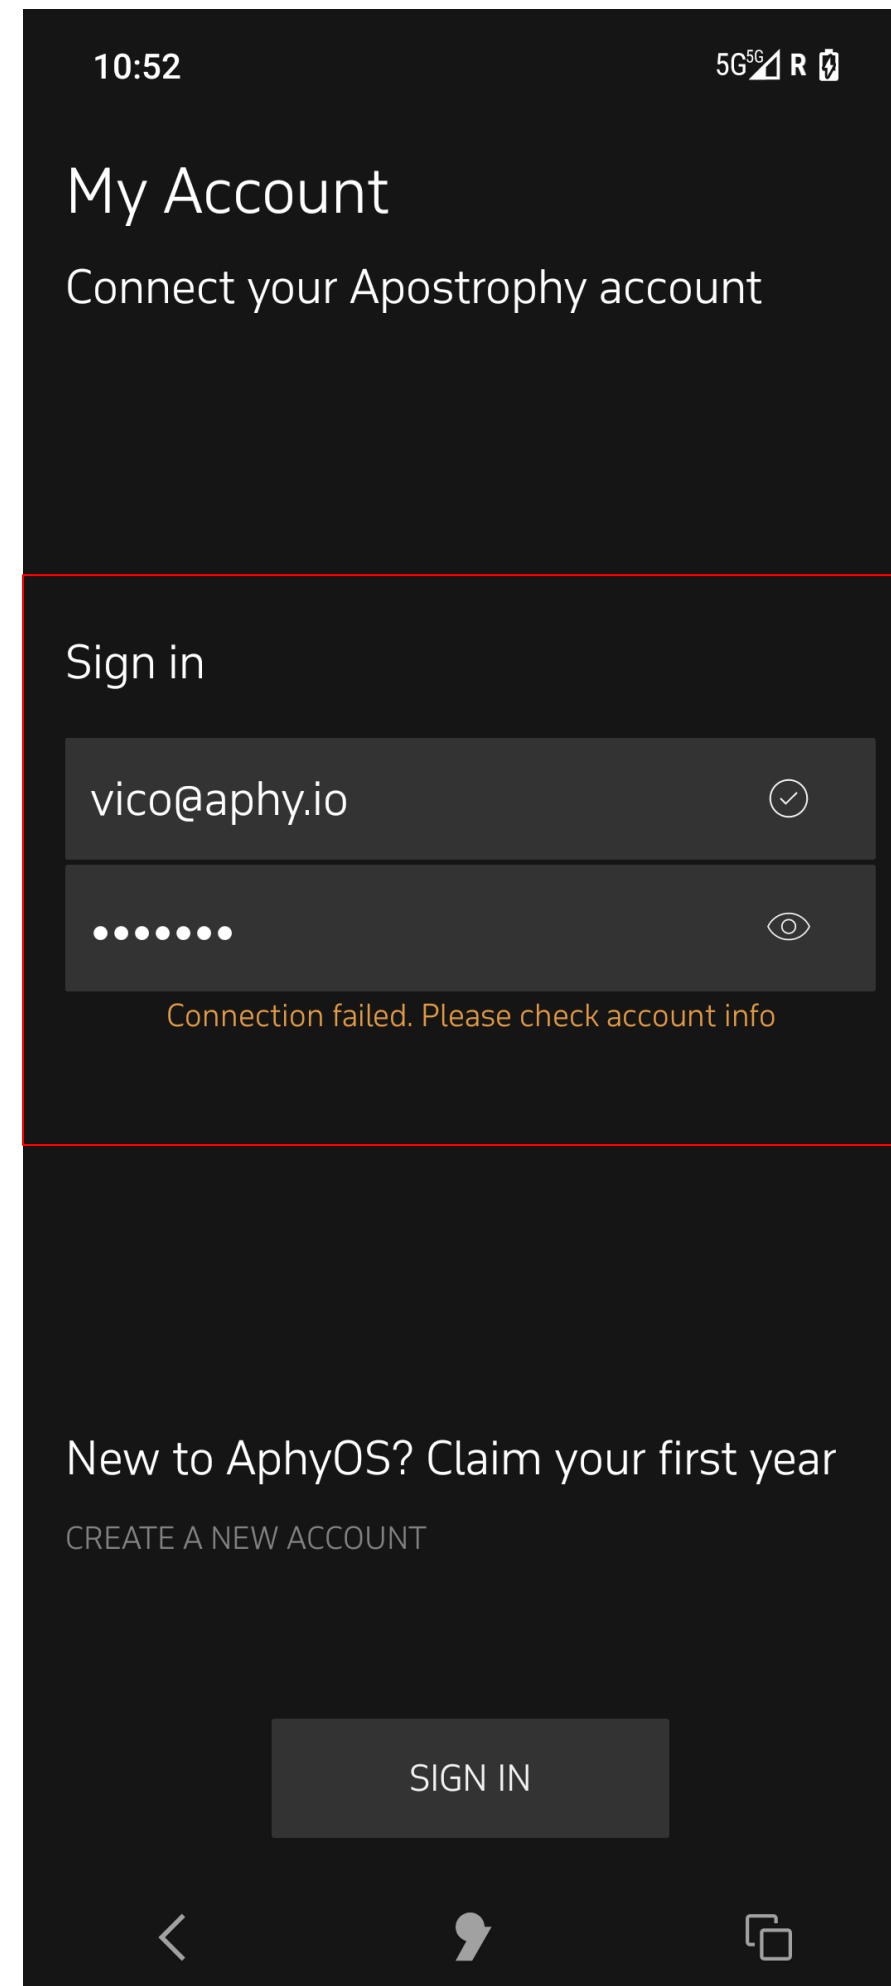 10:52
5G 5G R
My Account
Connect your Apostrophy account
Sign in
vico@aphy.io
•••••••
Connection failed. Please check account info
New to AphyOS? Claim your first year
CREATE A NEW ACCOUNT
SIGN IN